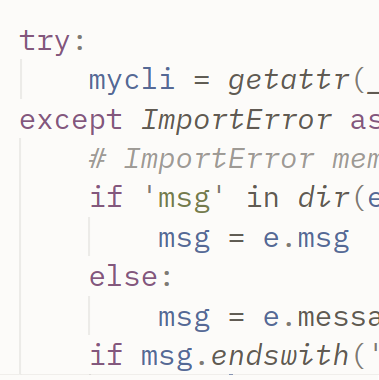 try:
    mycli = getattr(_
except ImportError as
    # ImportError mem
    if 'msg' in dir(e
        msg = e.msg
    else:
        msg = e.messa
    if msg.endswith('